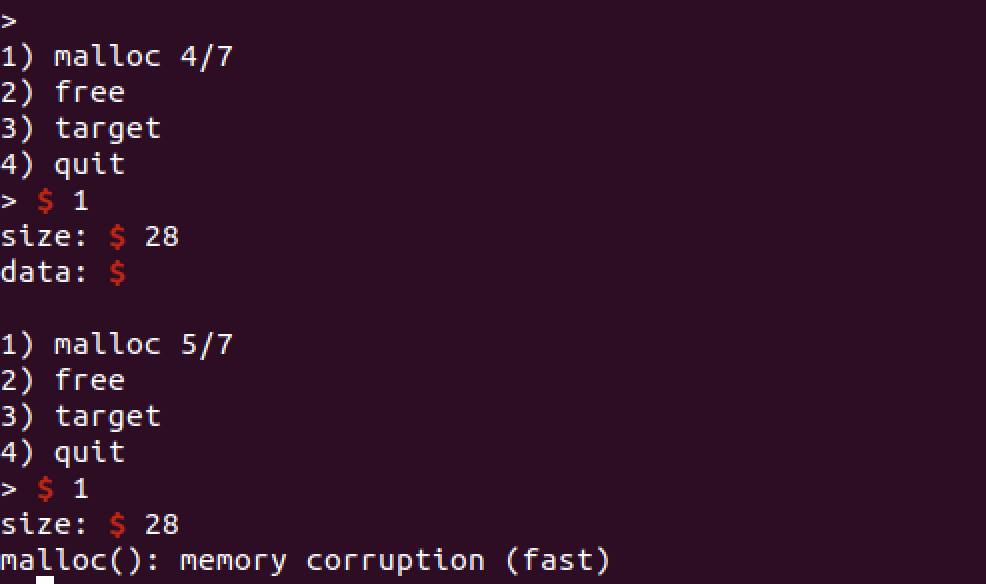 >
1) malloc 4/7
2) free
3) target
4) quit
> $ 1
size: $ 28
data: $
1) malloc 5/7
2) free
3) target
4) quit
> $ 1
size: $ 28
malloc(): memory corruption (fast)